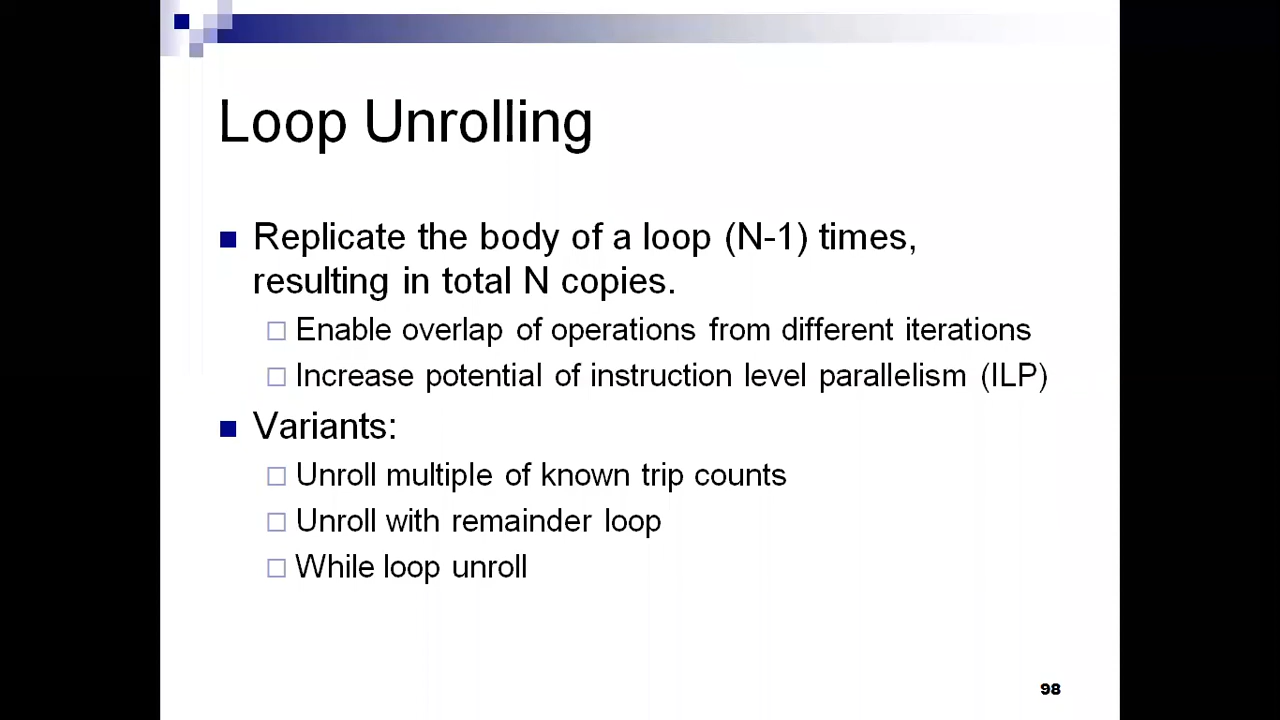 Loop Unrolling
Replicate the body of a loop (N-1) times,
resulting in total N copies.
Enable overlap of operations from different iterations
Increase potential of instruction level parallelism (ILP)
Variants:
Unroll multiple of known trip counts
Unroll with remainder loop
While loop unroll
98